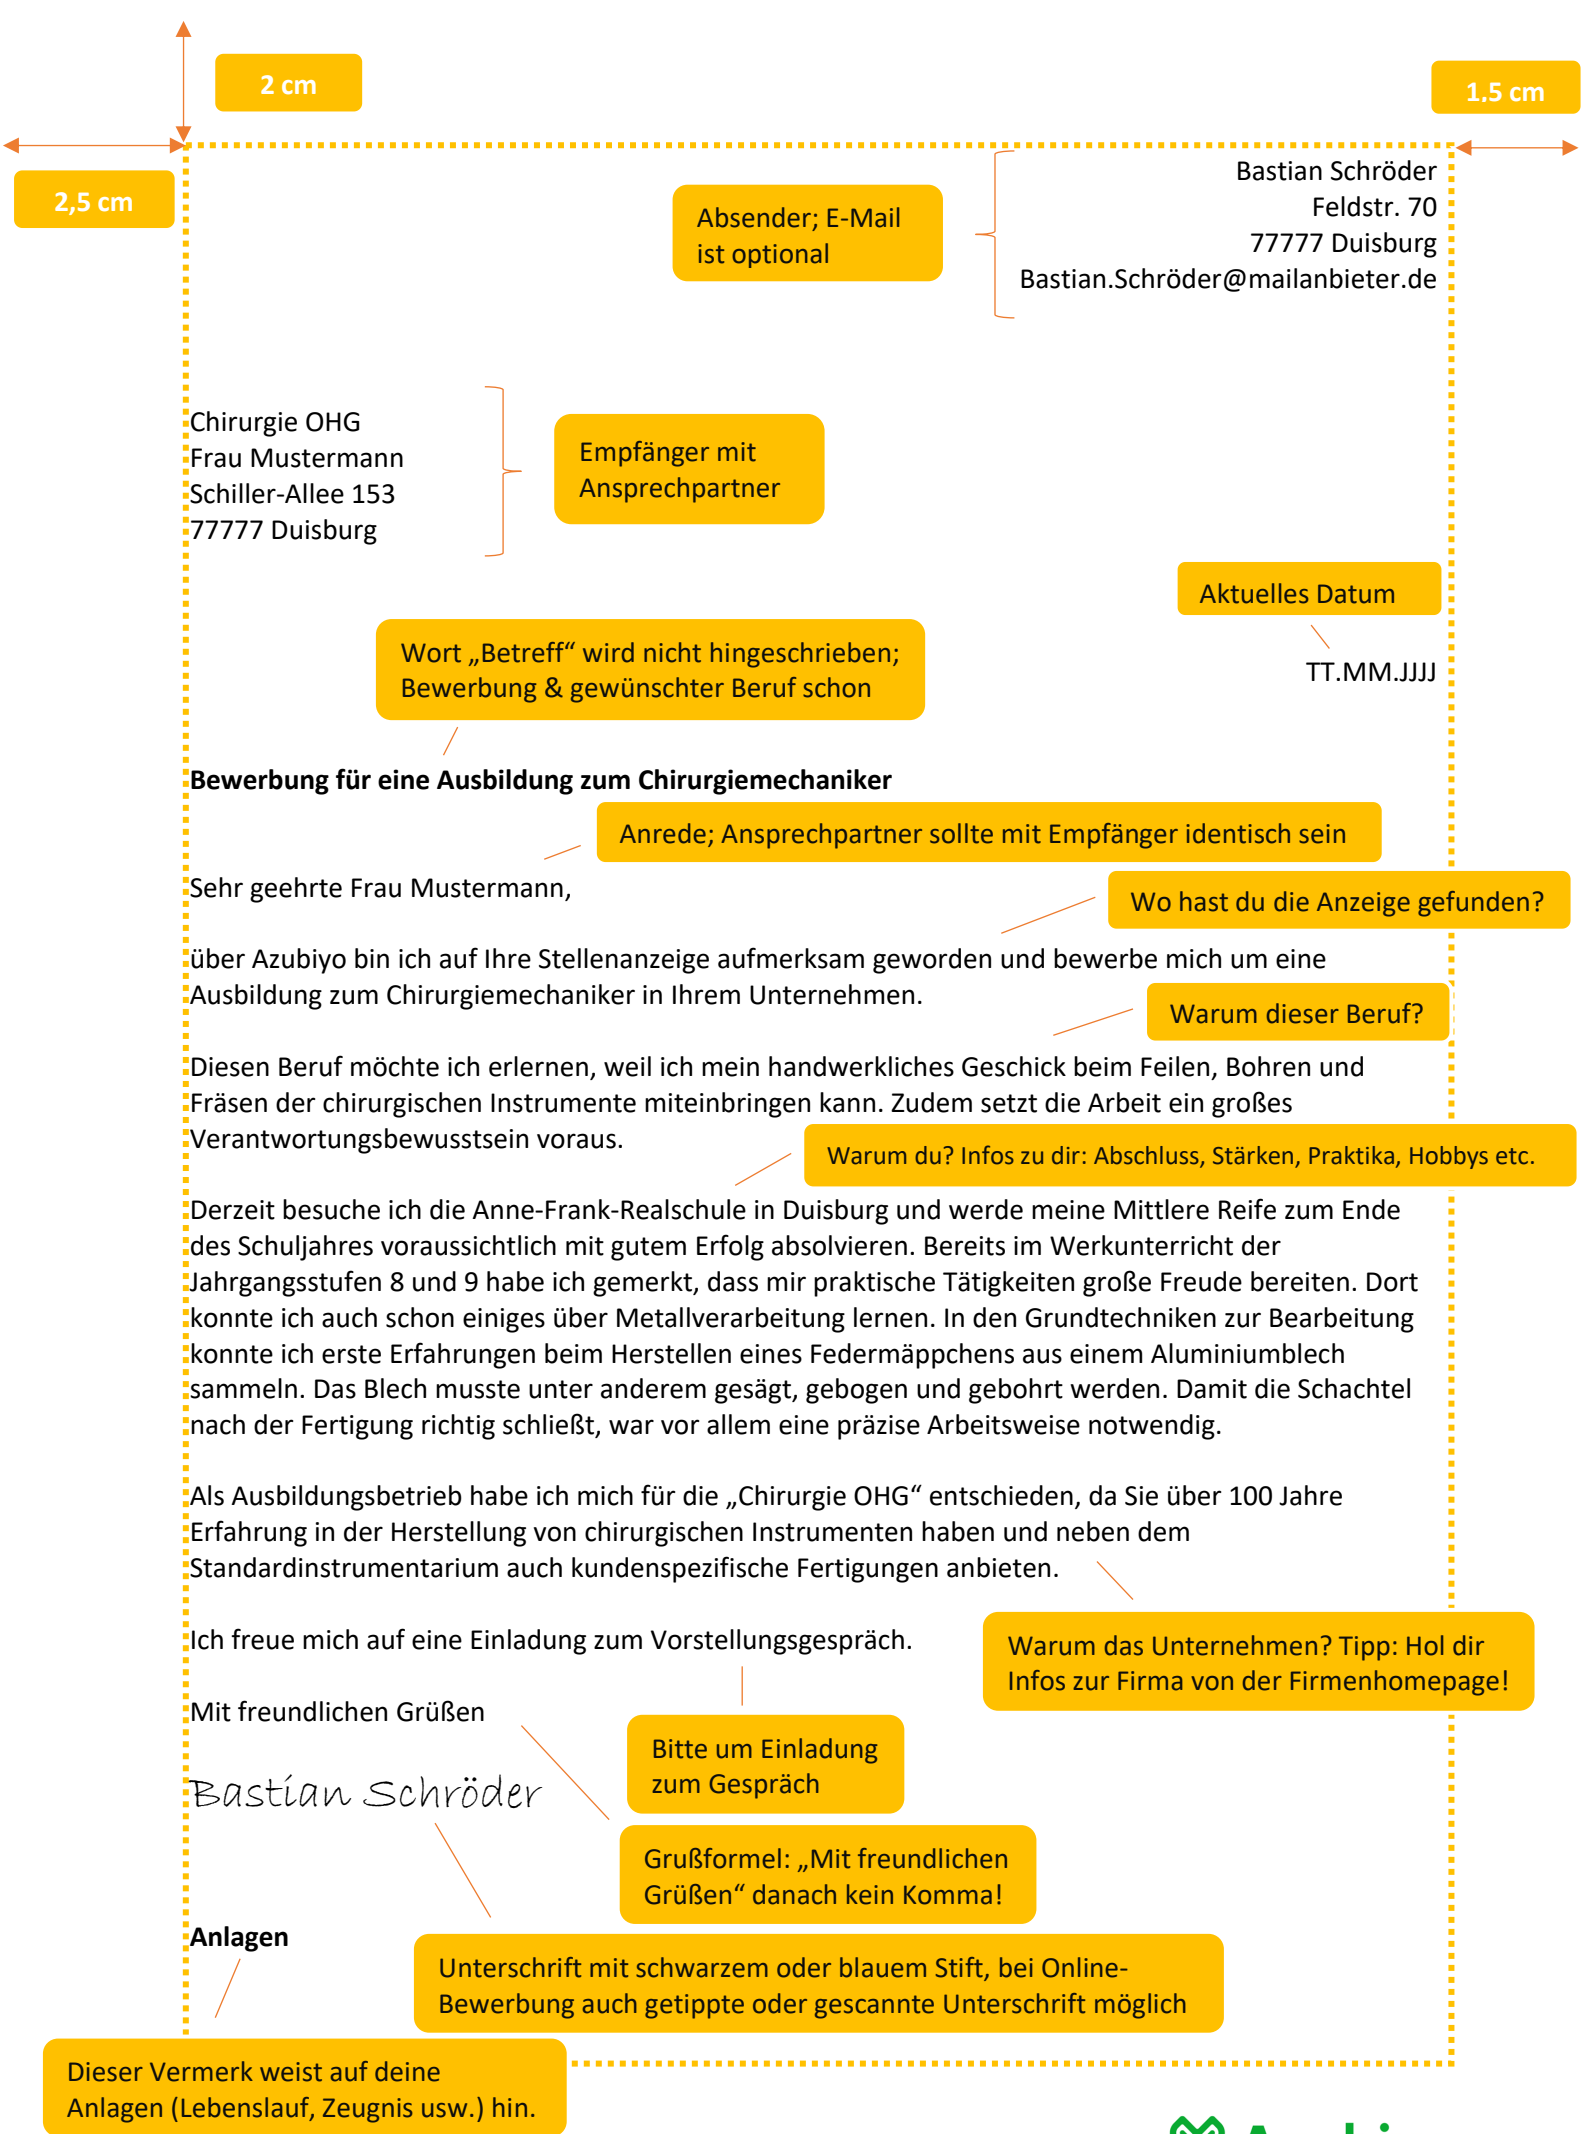 2 cm
1,5 cm
2,5 cm
Bastian Schröder
Feldstr. 70
77777 Duisburg
Bastian.Schröder@mailanbieter.de
Absender; E-Mail
ist optional
Chirurgie OHG
Frau Mustermann
Schiller-Allee 153
77777 Duisburg
Empfänger mit
Ansprechpartner
Aktuelles Datum
TT.MM.JJJJ
Wort „Betreff“ wird nicht hingeschrieben;
Bewerbung & gewünschter Beruf schon
Bewerbung für eine Ausbildung zum Chirurgiemechaniker
Anrede; Ansprechpartner sollte mit Empfänger identisch sein
Sehr geehrte Frau Mustermann,
Wo hast du die Anzeige gefunden?
über Azubiyo bin ich auf Ihre Stellenanzeige aufmerksam geworden und bewerbe mich um eine
Ausbildung zum Chirurgiemechaniker in Ihrem Unternehmen.
Warum dieser Beruf?
Diesen Beruf möchte ich erlernen, weil ich mein handwerkliches Geschick beim Feilen, Bohren und
Fräsen der chirurgischen Instrumente miteinbringen kann. Zudem setzt die Arbeit ein großes
Verantwortungsbewusstsein voraus.
Warum du? Infos zu dir: Abschluss, Stärken, Praktika, Hobbys etc.
Derzeit besuche ich die Anne-Frank-Realschule in Duisburg und werde meine Mittlere Reife zum Ende
des Schuljahres voraussichtlich mit gutem Erfolg absolvieren. Bereits im Werkunterricht der
Jahrgangsstufen 8 und 9 habe ich gemerkt, dass mir praktische Tätigkeiten große Freude bereiten. Dort
konnte ich auch schon einiges über Metallverarbeitung lernen. In den Grundtechniken zur Bearbeitung
konnte ich erste Erfahrungen beim Herstellen eines Federmäppchens aus einem Aluminiumblech
sammeln. Das Blech musste unter anderem gesägt, gebogen und gebohrt werden. Damit die Schachtel
nach der Fertigung richtig schließt, war vor allem eine präzise Arbeitsweise notwendig.
Als Ausbildungsbetrieb habe ich mich für die „Chirurgie OHG“ entschieden, da Sie über 100 Jahre
Erfahrung in der Herstellung von chirurgischen Instrumenten haben und neben dem
Standardinstrumentarium auch kundenspezifische Fertigungen anbieten.
Ich freue mich auf eine Einladung zum Vorstellungsgespräch.
Warum das Unternehmen? Tipp: Hol dir
Infos zur Firma von der Firmenhomepage!
Mit freundlichen Grüßen
Bitte um Einladung
zum Gespräch
Bastian Schröder
Grußformel: „Mit freundlichen
Grüßen“ danach kein Komma!
Anlagen
Unterschrift mit schwarzem oder blauem Stift, bei Online-
Bewerbung auch getippte oder gescannte Unterschrift möglich
Dieser Vermerk weist auf deine
Anlagen (Lebenslauf, Zeugnis usw.) hin.